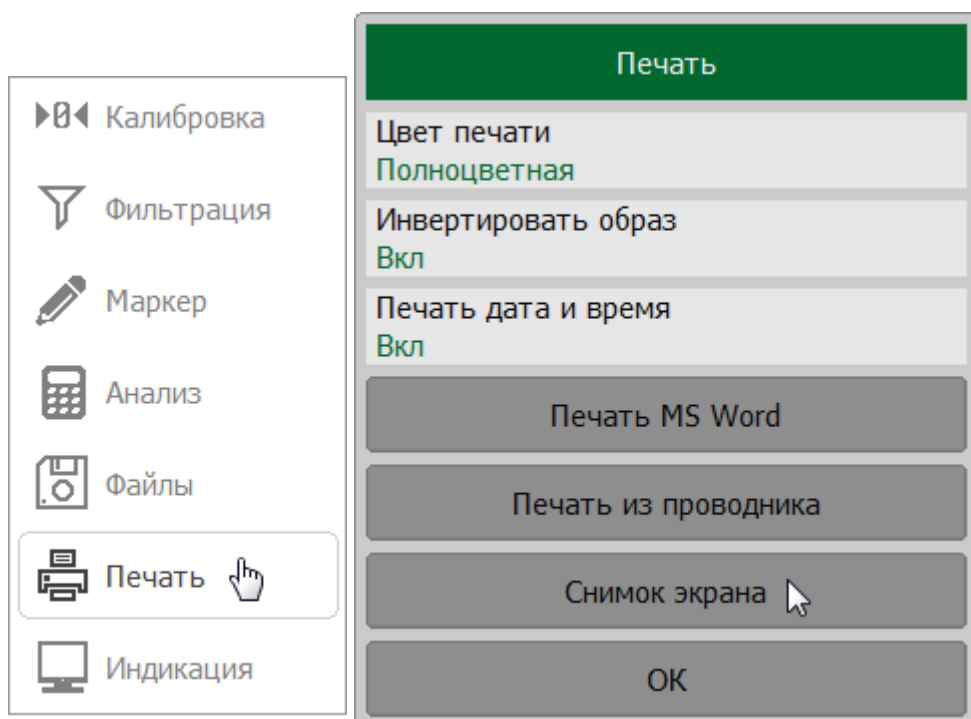 Калибровка
Фильтрация
Маркер
Анализ
Файлы
Печать
Индикация
Печать
Цвет печати
Полноцветная
Инвертировать образ
Вкл
Печать дата и время
Вкл
Печать MS Word
Печать из проводника
Снимок экрана
ОК